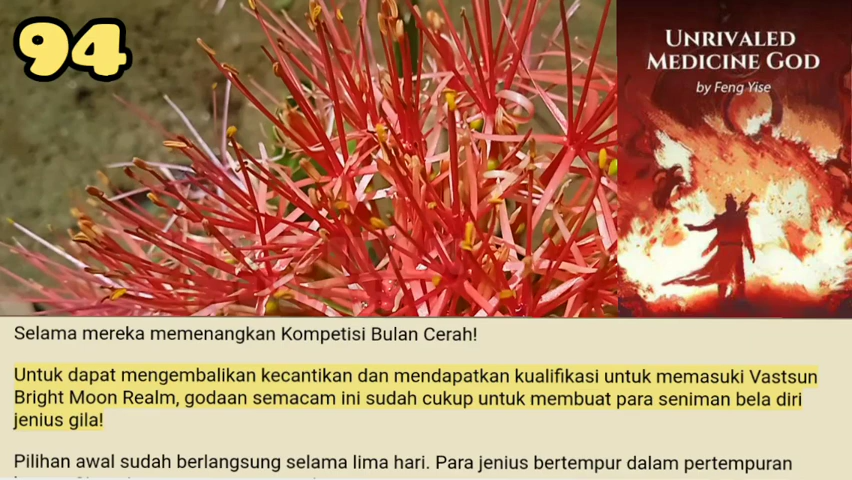 94
UNRIVALED
MEDICINE GOD
by Feng Yise
Selama mereka memenangkan Kompetisi Bulan Cerah!
Untuk dapat mengembalikan kecantikan dan mendapatkan kualifikasi untuk memasuki Vastsun
Bright Moon Realm, godaan semacam ini sudah cukup untuk membuat para seniman bela diri
jenius gila!
Pilihan awal sudah berlangsung selama lima hari. Para jenius bertempur dalam pertempuran